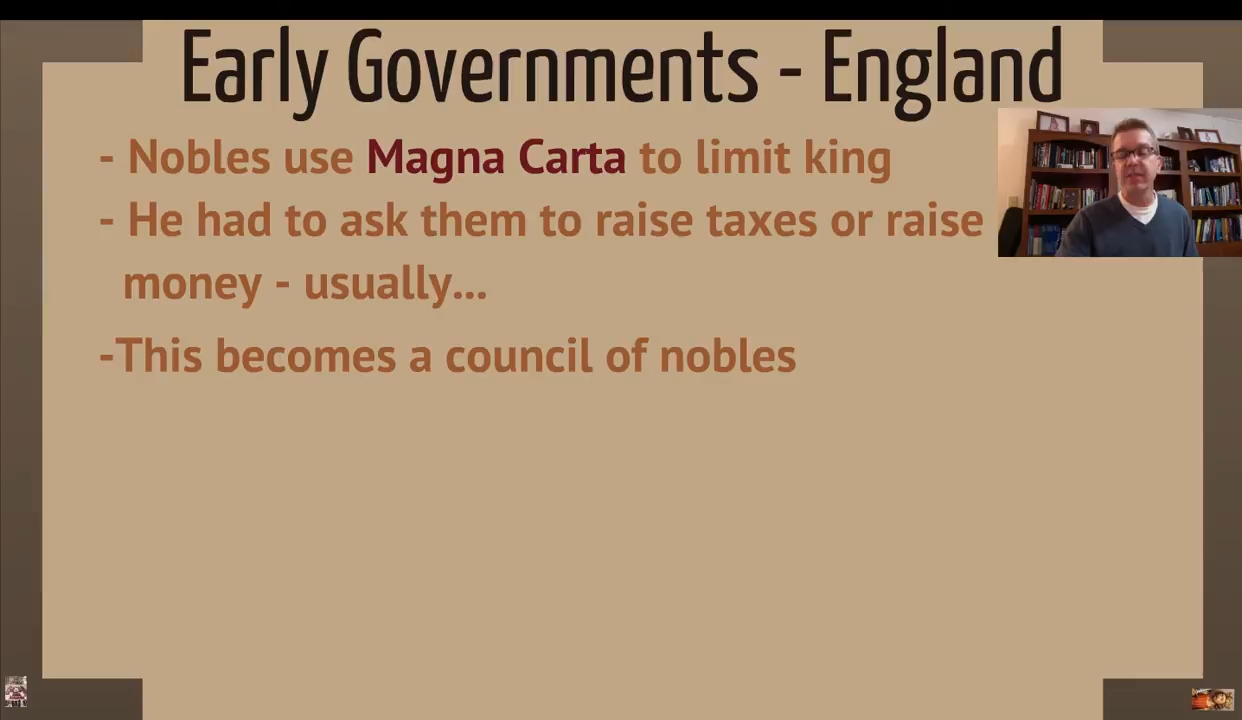 Early Governments - England
- Nobles use Magna Carta to limit king
- He had to ask them to raise taxes or raise
money - usually...
-This becomes a council of nobles